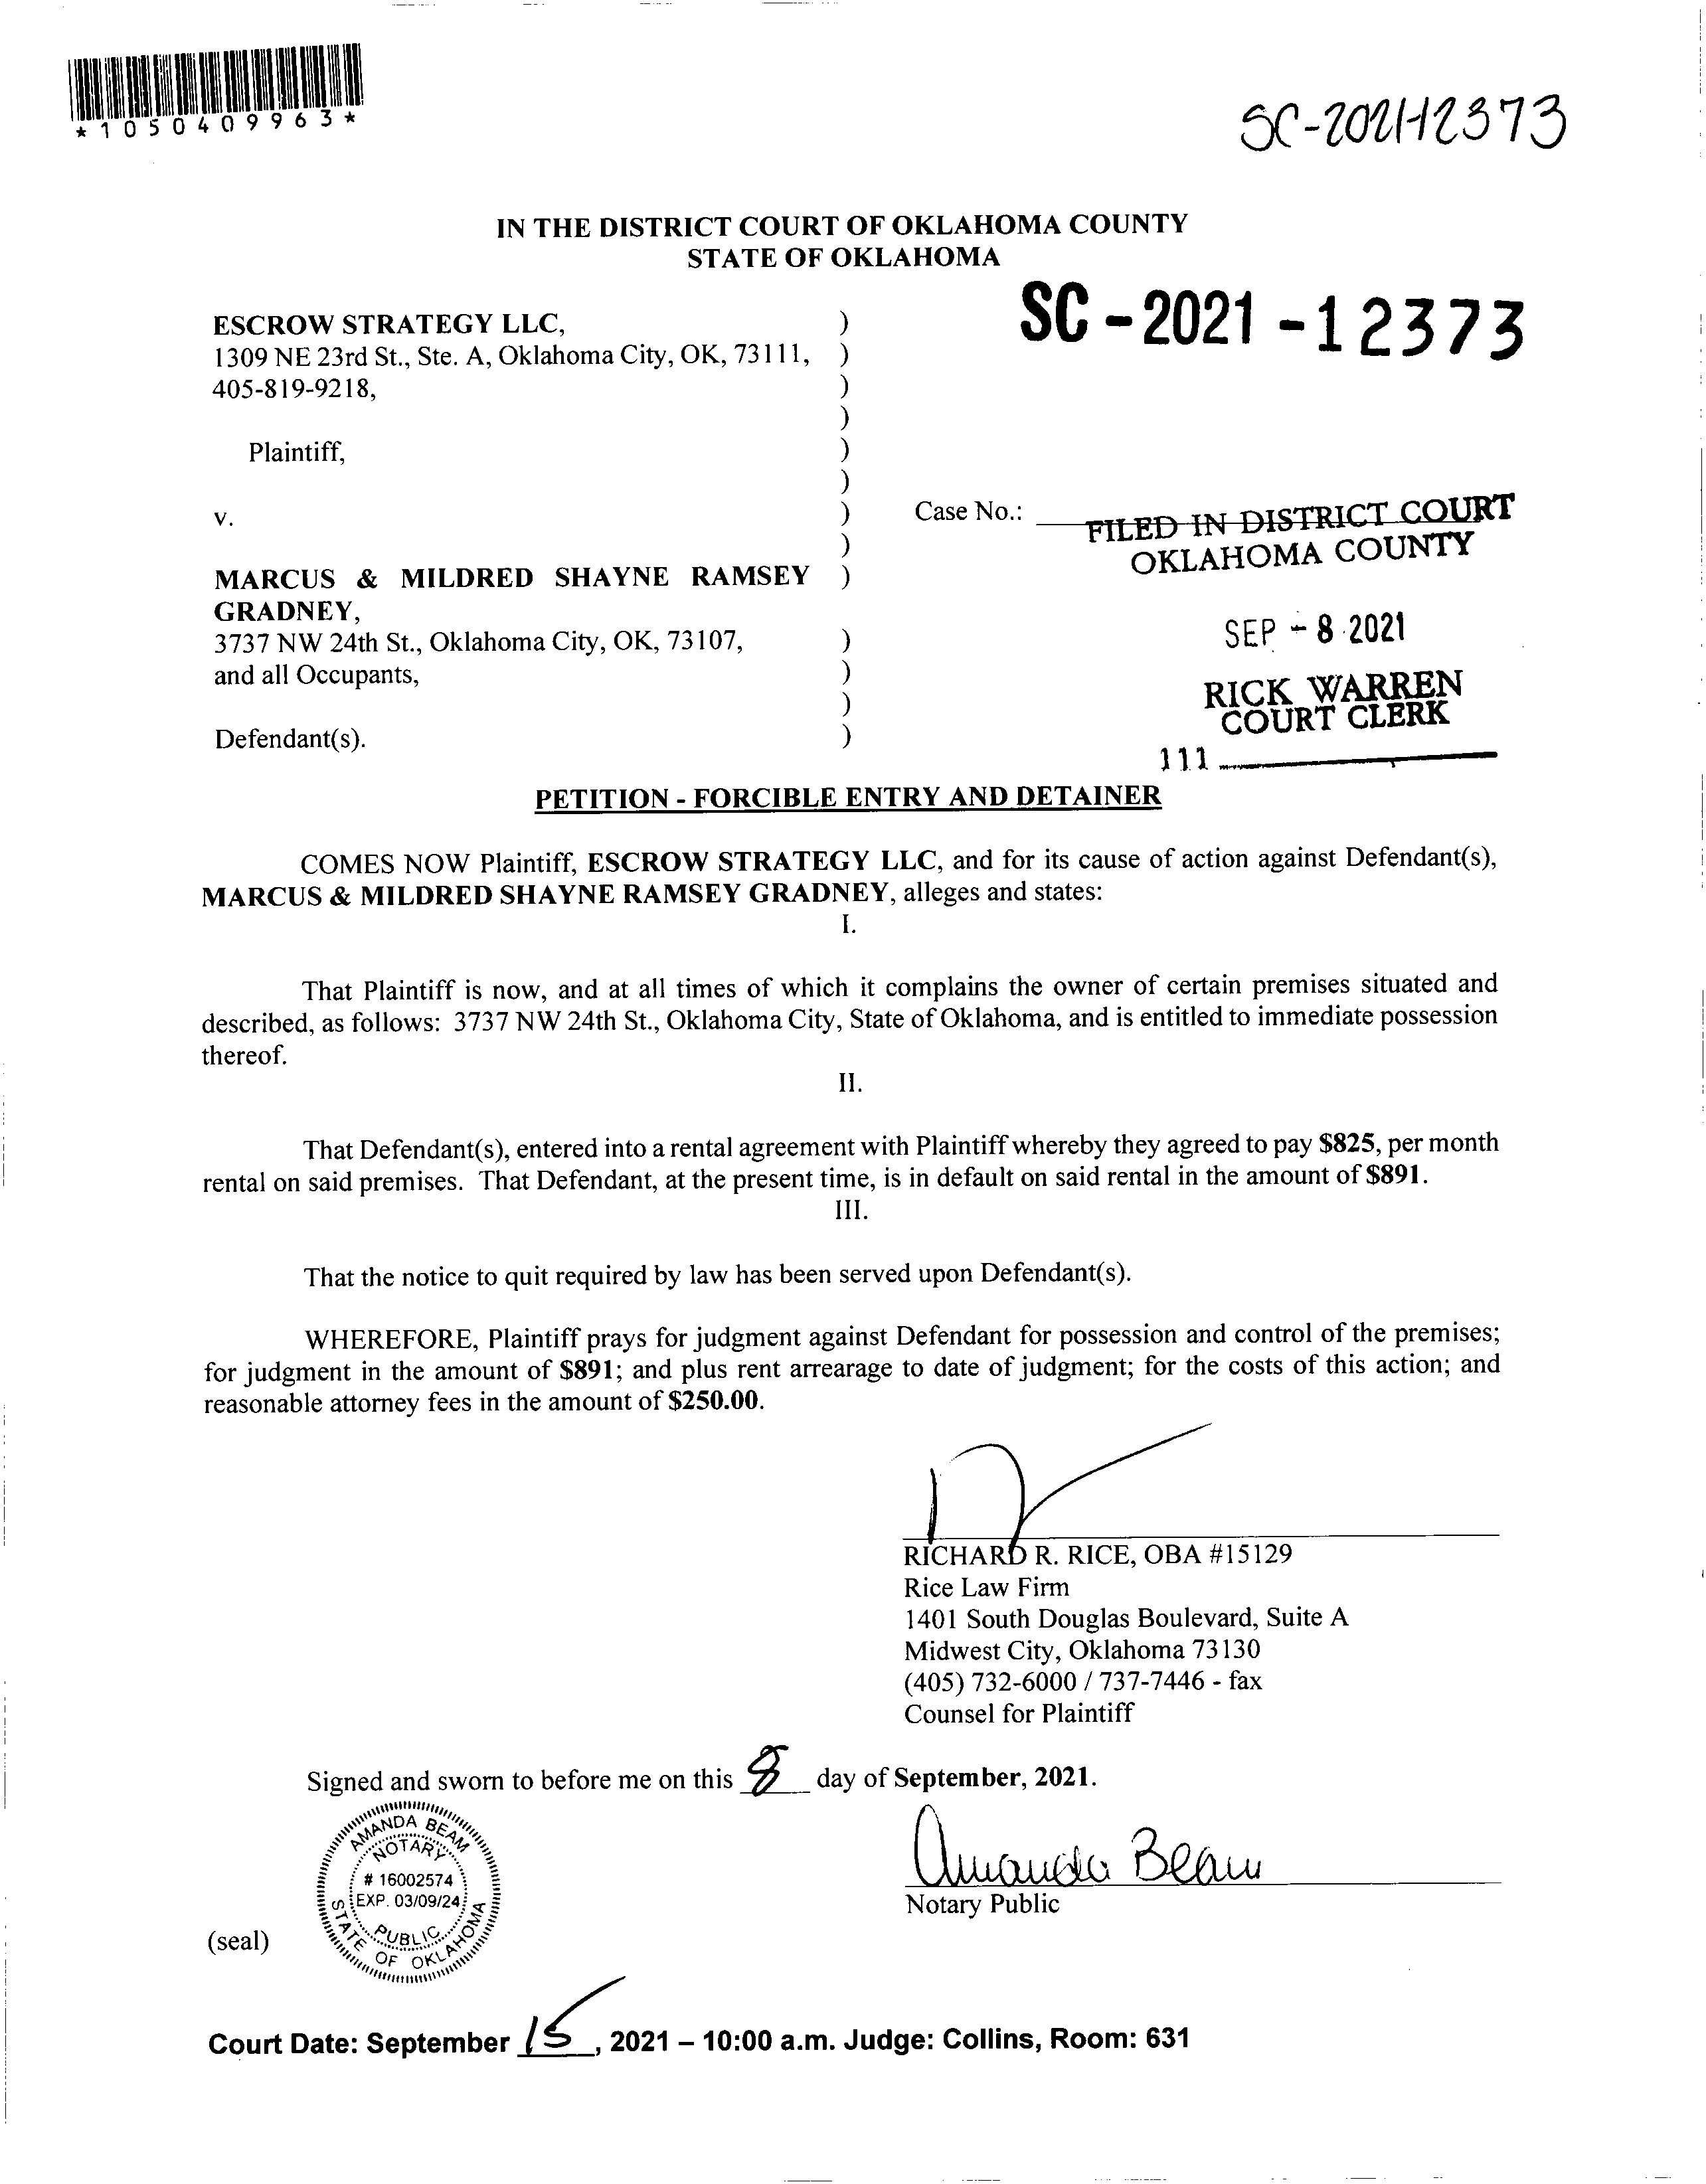 *1050409963*
SC-2021-12373
IN THE DISTRICT COURT OF OKLAHOMA COUNTY
STATE OF OKLAHOMA
SC-2021-12373
ESCROW STRATEGY LLC, )
1309 NE 23rd St., Ste. A, Oklahoma City, OK, 73111, )
405-819-9218, )
)
Plaintiff, )
)
v. )
Case No.:
)
FILED IN DISTRICT COURT
OKLAHOMA COUNTY
MARCUS & MILDRED SHAYNE RAMSEY )
GRADNEY,
3737 NW 24th St., Oklahoma City, OK, 73107, )
and all Occupants, )
)
Defendant(s). )
SEP - 8 2021
RICK WARREN
COURT CLERK
111
PETITION - FORCIBLE ENTRY AND DETAINER
COMES NOW Plaintiff, ESCROW STRATEGY LLC, and for its cause of action against Defendant(s),
MARCUS & MILDRED SHAYNE RAMSEY GRADNEY, alleges and states:
I.
That Plaintiff is now, and at all times of which it complains the owner of certain premises situated and
described, as follows: 3737 NW 24th St., Oklahoma City, State of Oklahoma, and is entitled to immediate possession
thereof.
II.
That Defendant(s), entered into a rental agreement with Plaintiff whereby they agreed to pay $825, per month
rental on said premises. That Defendant, at the present time, is in default on said rental in the amount of $891.
III.
That the notice to quit required by law has been served upon Defendant(s).
WHEREFORE, Plaintiff prays for judgment against Defendant for possession and control of the premises;
for judgment in the amount of $891; and plus rent arrearage to date of judgment; for the costs of this action; and
reasonable attorney fees in the amount of $250.00.
RICHARD R. RICE, OBA #15129
Rice Law Firm
1401 South Douglas Boulevard, Suite A
Midwest City, Oklahoma 73130
(405) 732-6000 / 737-7446 - fax
Counsel for Plaintiff
Signed and sworn to before me on this 8 day of September, 2021.
AMANDA BEAM
NOTARY
# 16002574
EXP. 03/09/24
PUBLIC
STATE OF OKLAHOMA
Amanda Beam
Notary Public
(seal)
Court Date: September 15, 2021 – 10:00 a.m. Judge: Collins, Room: 631